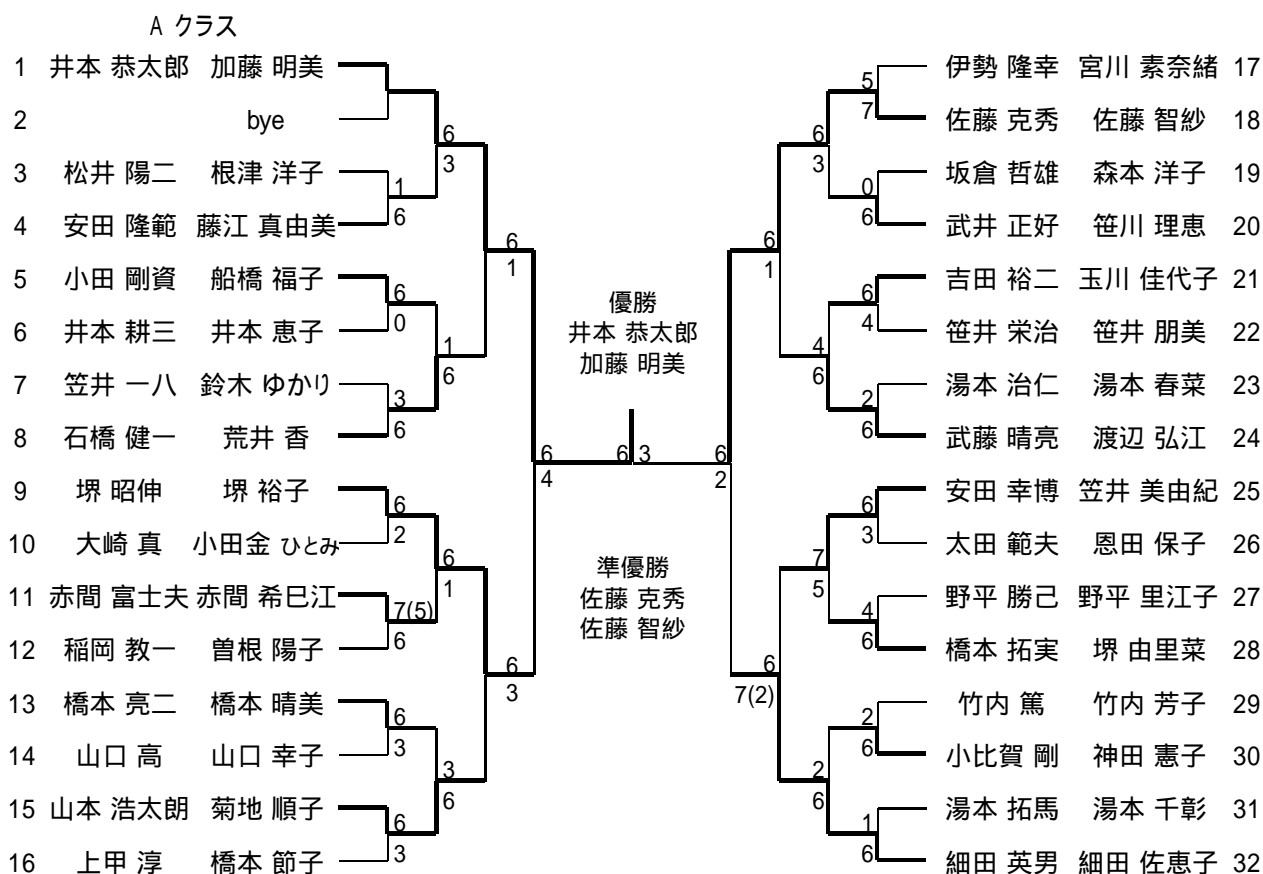 A クラス
1 井本 恭太郎 加藤 明美
伊勢 隆幸 宮川 素奈緒 17
5
2 bye
7
佐藤 克秀 佐藤 智紗 18
6
6
3
3
3 松井 陽二 根津 洋子
坂倉 哲雄 森本 洋子 19
1
0
4 安田 隆範 藤江 真由美
6
6
武井 正好 笹川 理恵 20
6
6
1
1
5 小田 剛資 船橋 福子
吉田 裕二 玉川 佳代子 21
6
6
優勝
6 井本 耕三 井本 恵子
0
4
笹井 栄治 笹井 朋美 22
井本 恭太郎
1
4
加藤 明美
6
6
7 笠井 一八 鈴木 ゆかり
湯本 治仁 湯本 春菜 23
3
2
8 石橋 健一 荒井 香
6
6
武藤 晴亮 渡辺 弘江 24
6
6 3
6
4
2
9 堺 昭伸 堺 裕子
安田 幸博 笠井 美由紀 25
6
6
10 大崎 真 小田金 ひとみ
2
3
太田 範夫 恩田 保子 26
6
7
準優勝
1
5
11 赤間 富士夫 赤間 希巳江
佐藤 克秀
野平 勝己 野平 里江子 27
7(5)
4
佐藤 智紗
12 稲岡 教一 曽根 陽子
6
6
橋本 拓実 堺 由里菜 28
6
6
3
7(2)
13 橋本 亮二 橋本 晴美
竹内 篤 竹内 芳子 29
6
2
14 山口 高 山口 幸子
3
6
小比賀 剛 神田 憲子 30
3
2
6
6
15 山本 浩太朗 菊地 順子
湯本 拓馬 湯本 千彰 31
6
1
16 上甲 淳 橋本 節子
3
6
細田 英男 細田 佐恵子 32